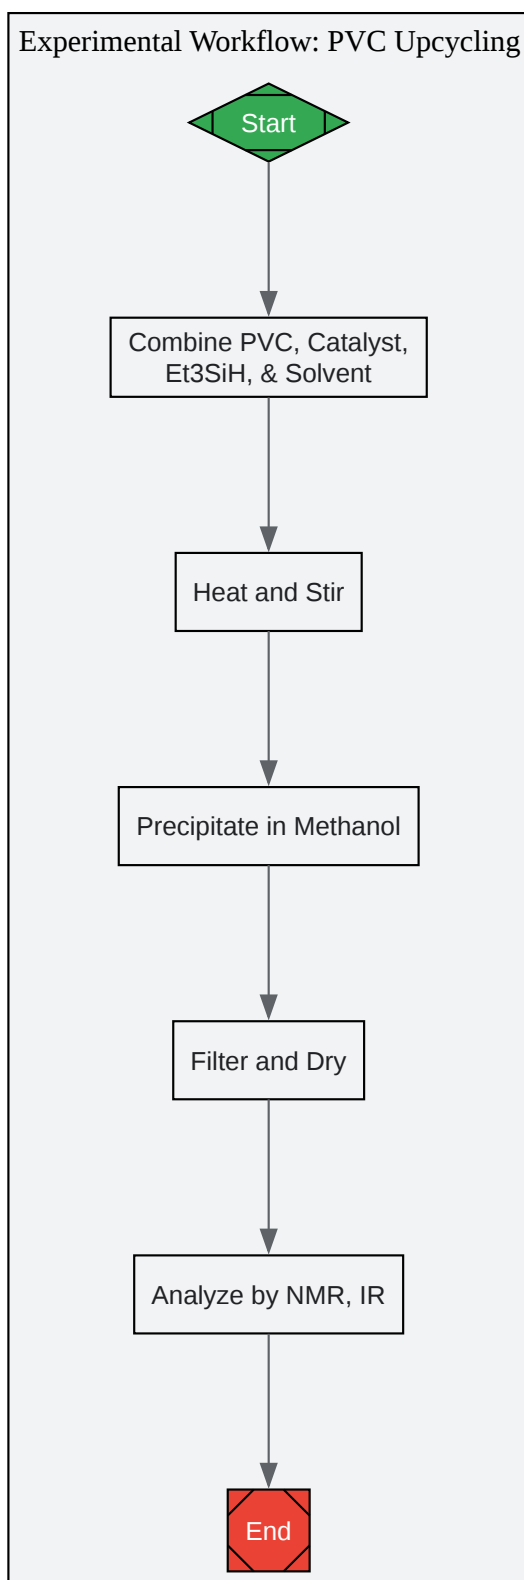 Experimental Workflow: PVC Upcycling
Start
Combine PVC, Catalyst,
Et3SiH, & Solvent
Heat and Stir
Precipitate in Methanol
Filter and Dry
Analyze by NMR, IR
End